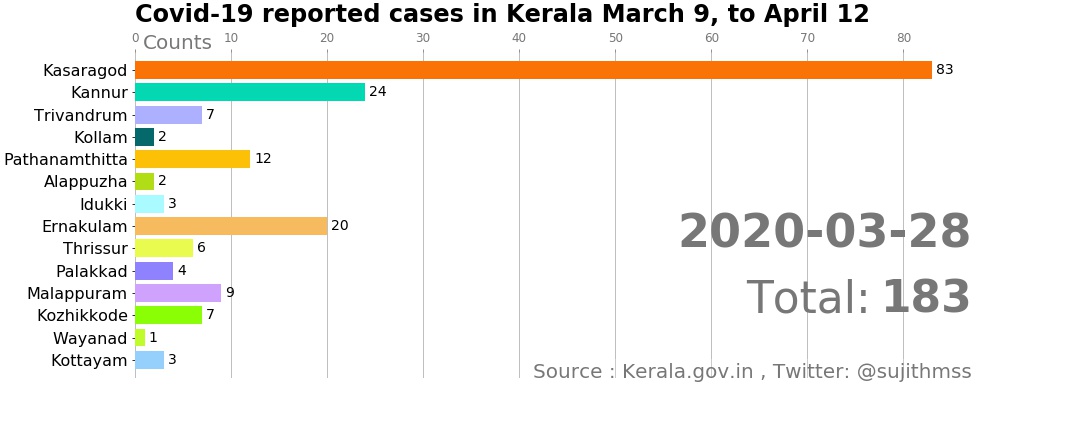 Covid-19 reported cases in Kerala March 9, to April 12
0 Counts 10 20 30 40 50 60 70 80
Kasaragod 83
Kannur 24
Trivandrum 7
Kollam 2
Pathanamthitta 12
Alappuzha 2
Idukki 3
Ernakulam 20
2020-03-28
Thrissur 6
Palakkad 4
Malappuram 9
Total: 183
Kozhikkode 7
Wayanad 1
Kottayam 3
Source : Kerala.gov.in , Twitter: @sujithmss